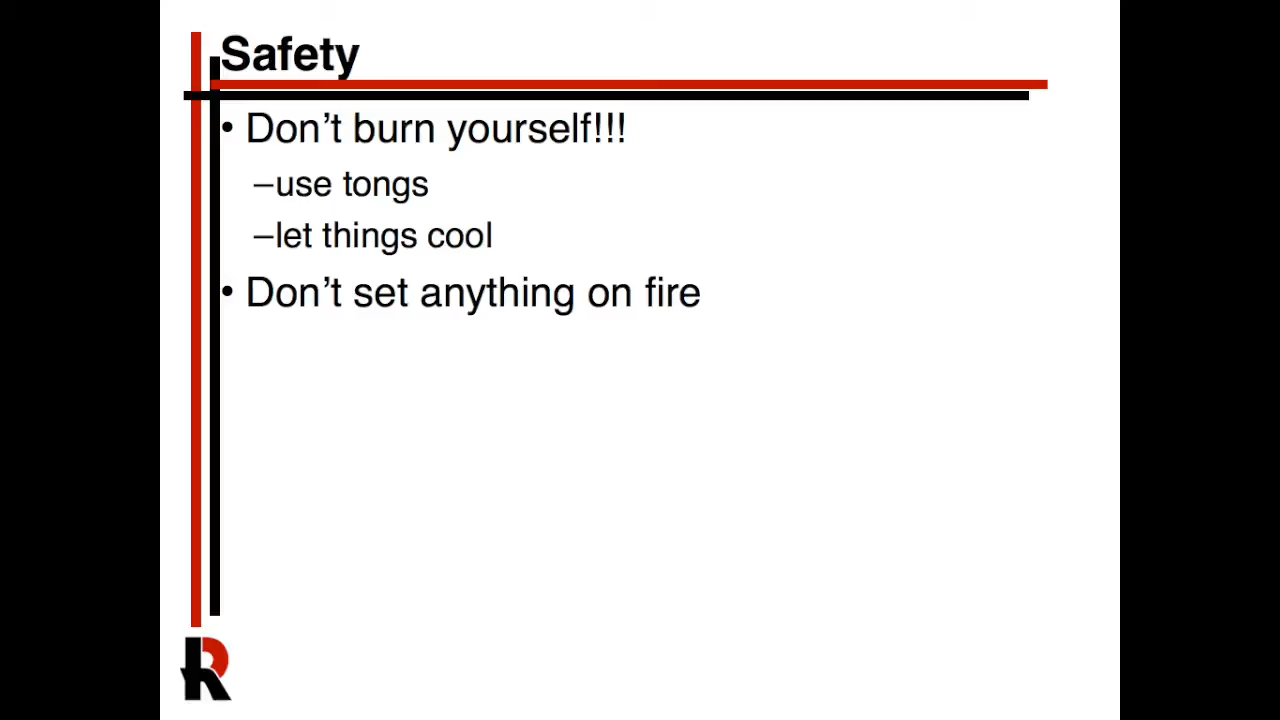 Safety
• Don’t burn yourself!!!
–use tongs
–let things cool
• Don’t set anything on fire
R